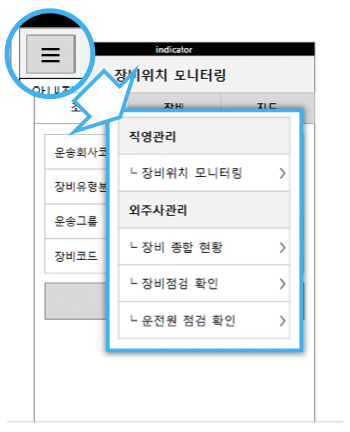 indicator
장비위치 모니터링
장비
지도
운송회사코
장비유형분
운송그룹
장비코드
직영관리
ㄴ 장비위치 모니터링 >
외주사관리
ㄴ 장비 종합 현황 >
ㄴ 장비점검 확인 >
ㄴ 운전원 점검 확인 >